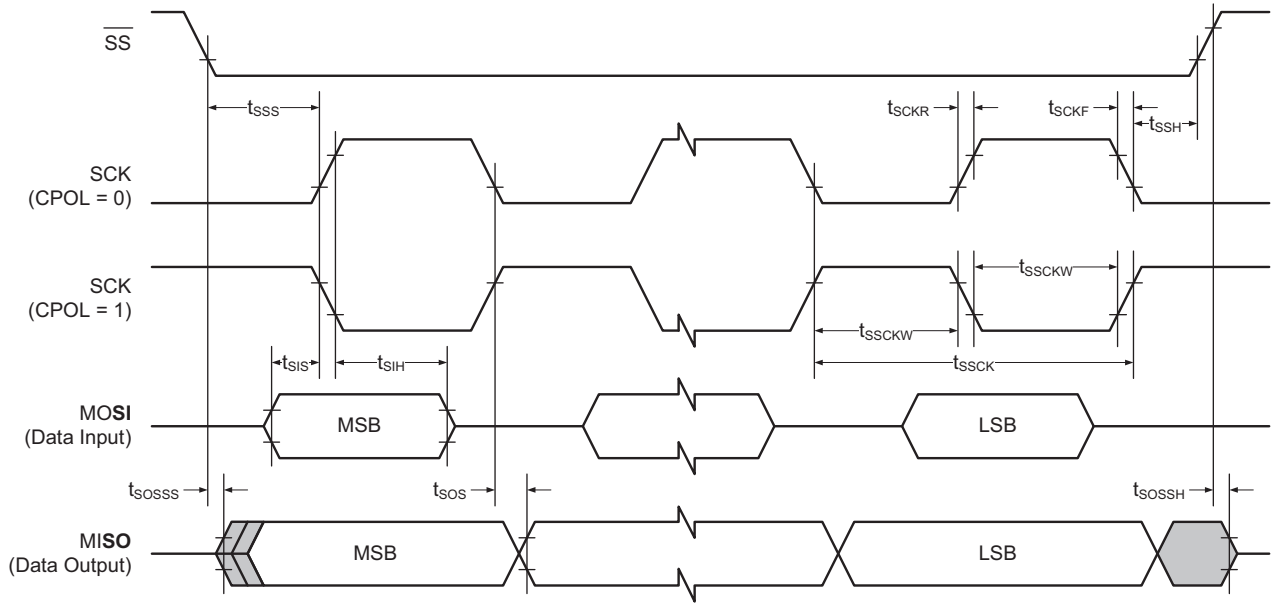 SS
tSSS
tSCKR
tSCKF
tSSH
SCK
(CPOL = 0)
SCK
(CPOL = 1)
tSSCKW
tSSCKW
tSSCK
tSIS
tSIH
MOSI
(Data Input)
MSB
LSB
tSOSSS
tSOS
tSOSSH
MISO
(Data Output)
MSB
LSB